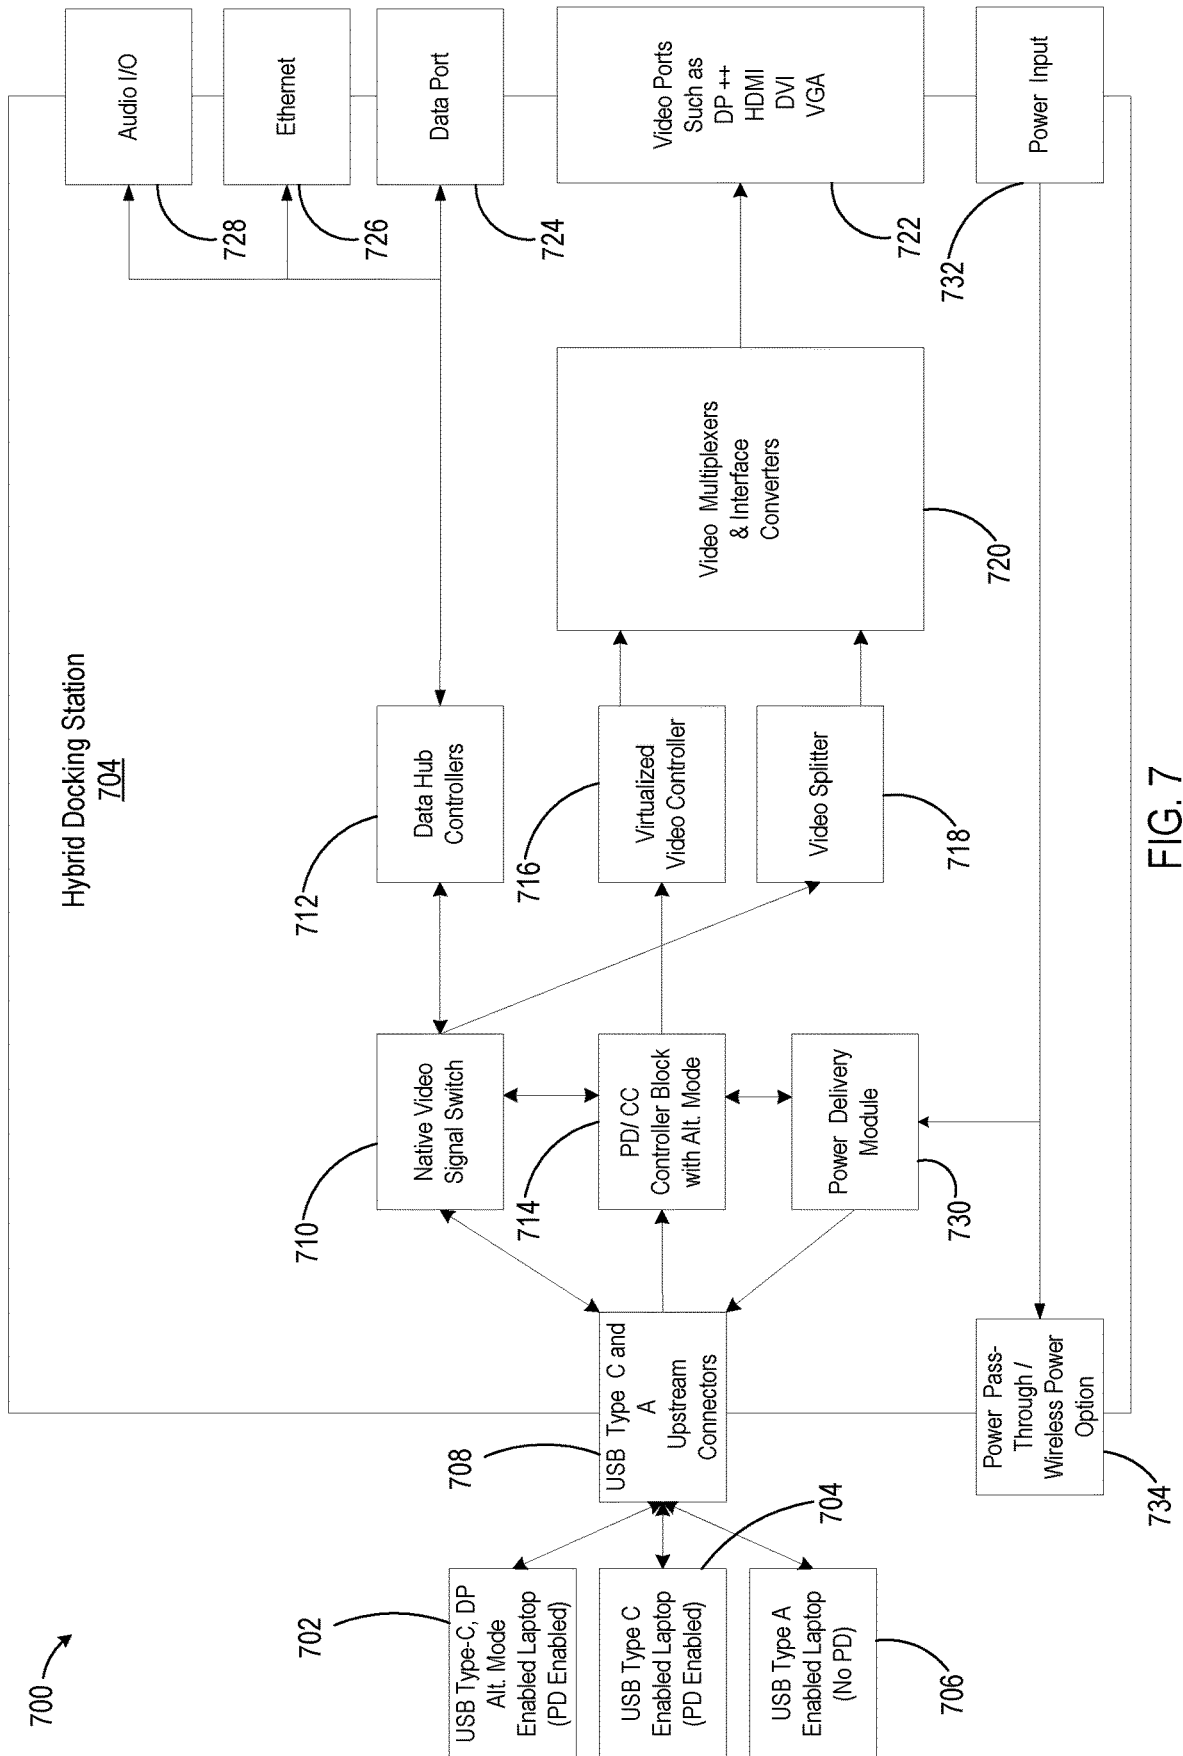 700
Hybrid Docking Station
704
702
USB Type-C, DP
Alt. Mode
Enabled Laptop
(PD Enabled)
704
USB Type C
Enabled Laptop
(PD Enabled)
706
USB Type A
Enabled Laptop
(No PD)
708
USB Type C and
A
Upstream
Connectors
710
Native Video
Signal Switch
714
PD/ CC
Controller Block
with Alt. Mode
730
Power Delivery
Module
734
Power Pass-
Through /
Wireless Power
Option
712
Data Hub
Controllers
716
Virtualized
Video Controller
718
Video Splitter
720
Video Multiplexers
& Interface
Converters
728
Audio I/O
726
Ethernet
724
Data Port
722
Video Ports
Such as
DP ++
HDMI
DVI
VGA
732
Power Input
FIG. 7